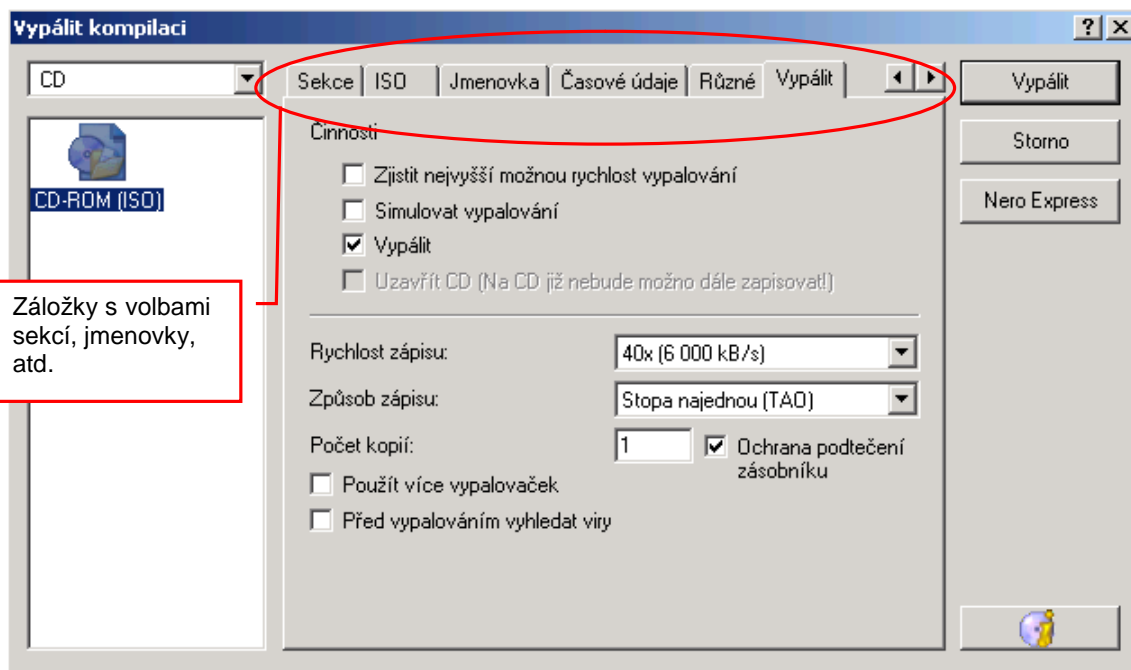 Vypálit kompilaci
CD
CD-ROM (ISO)
Záložky s volbami
sekcí, jmenovky,
atd.
Sekce ISO Jmenovka Časové údaje Různé Vypálit
Činnosti
Zjistit nejvyšší možnou rychlost vypalování
Simulovat vypalování
Vypálit
Uzavřít CD (Na CD již nebude možno dále zapisovat!)
Rychlost zápisu: 40x (6 000 kB/s)
Způsob zápisu: Stopa najednou (TAO)
Počet kopií: 1 Ochrana podtečení
zásobníku
Použít více vypalovaček
Před vypalováním vyhledat viry
Vypálit
Storno
Nero Express